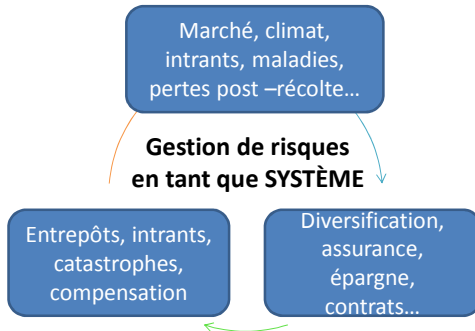 Marché, climat,
intrants, maladies,
pertes post –récolte…
Gestion de risques
en tant que SYSTÈME
Entrepôts, intrants,
catastrophes,
compensation
Diversification,
assurance,
épargne,
contrats…